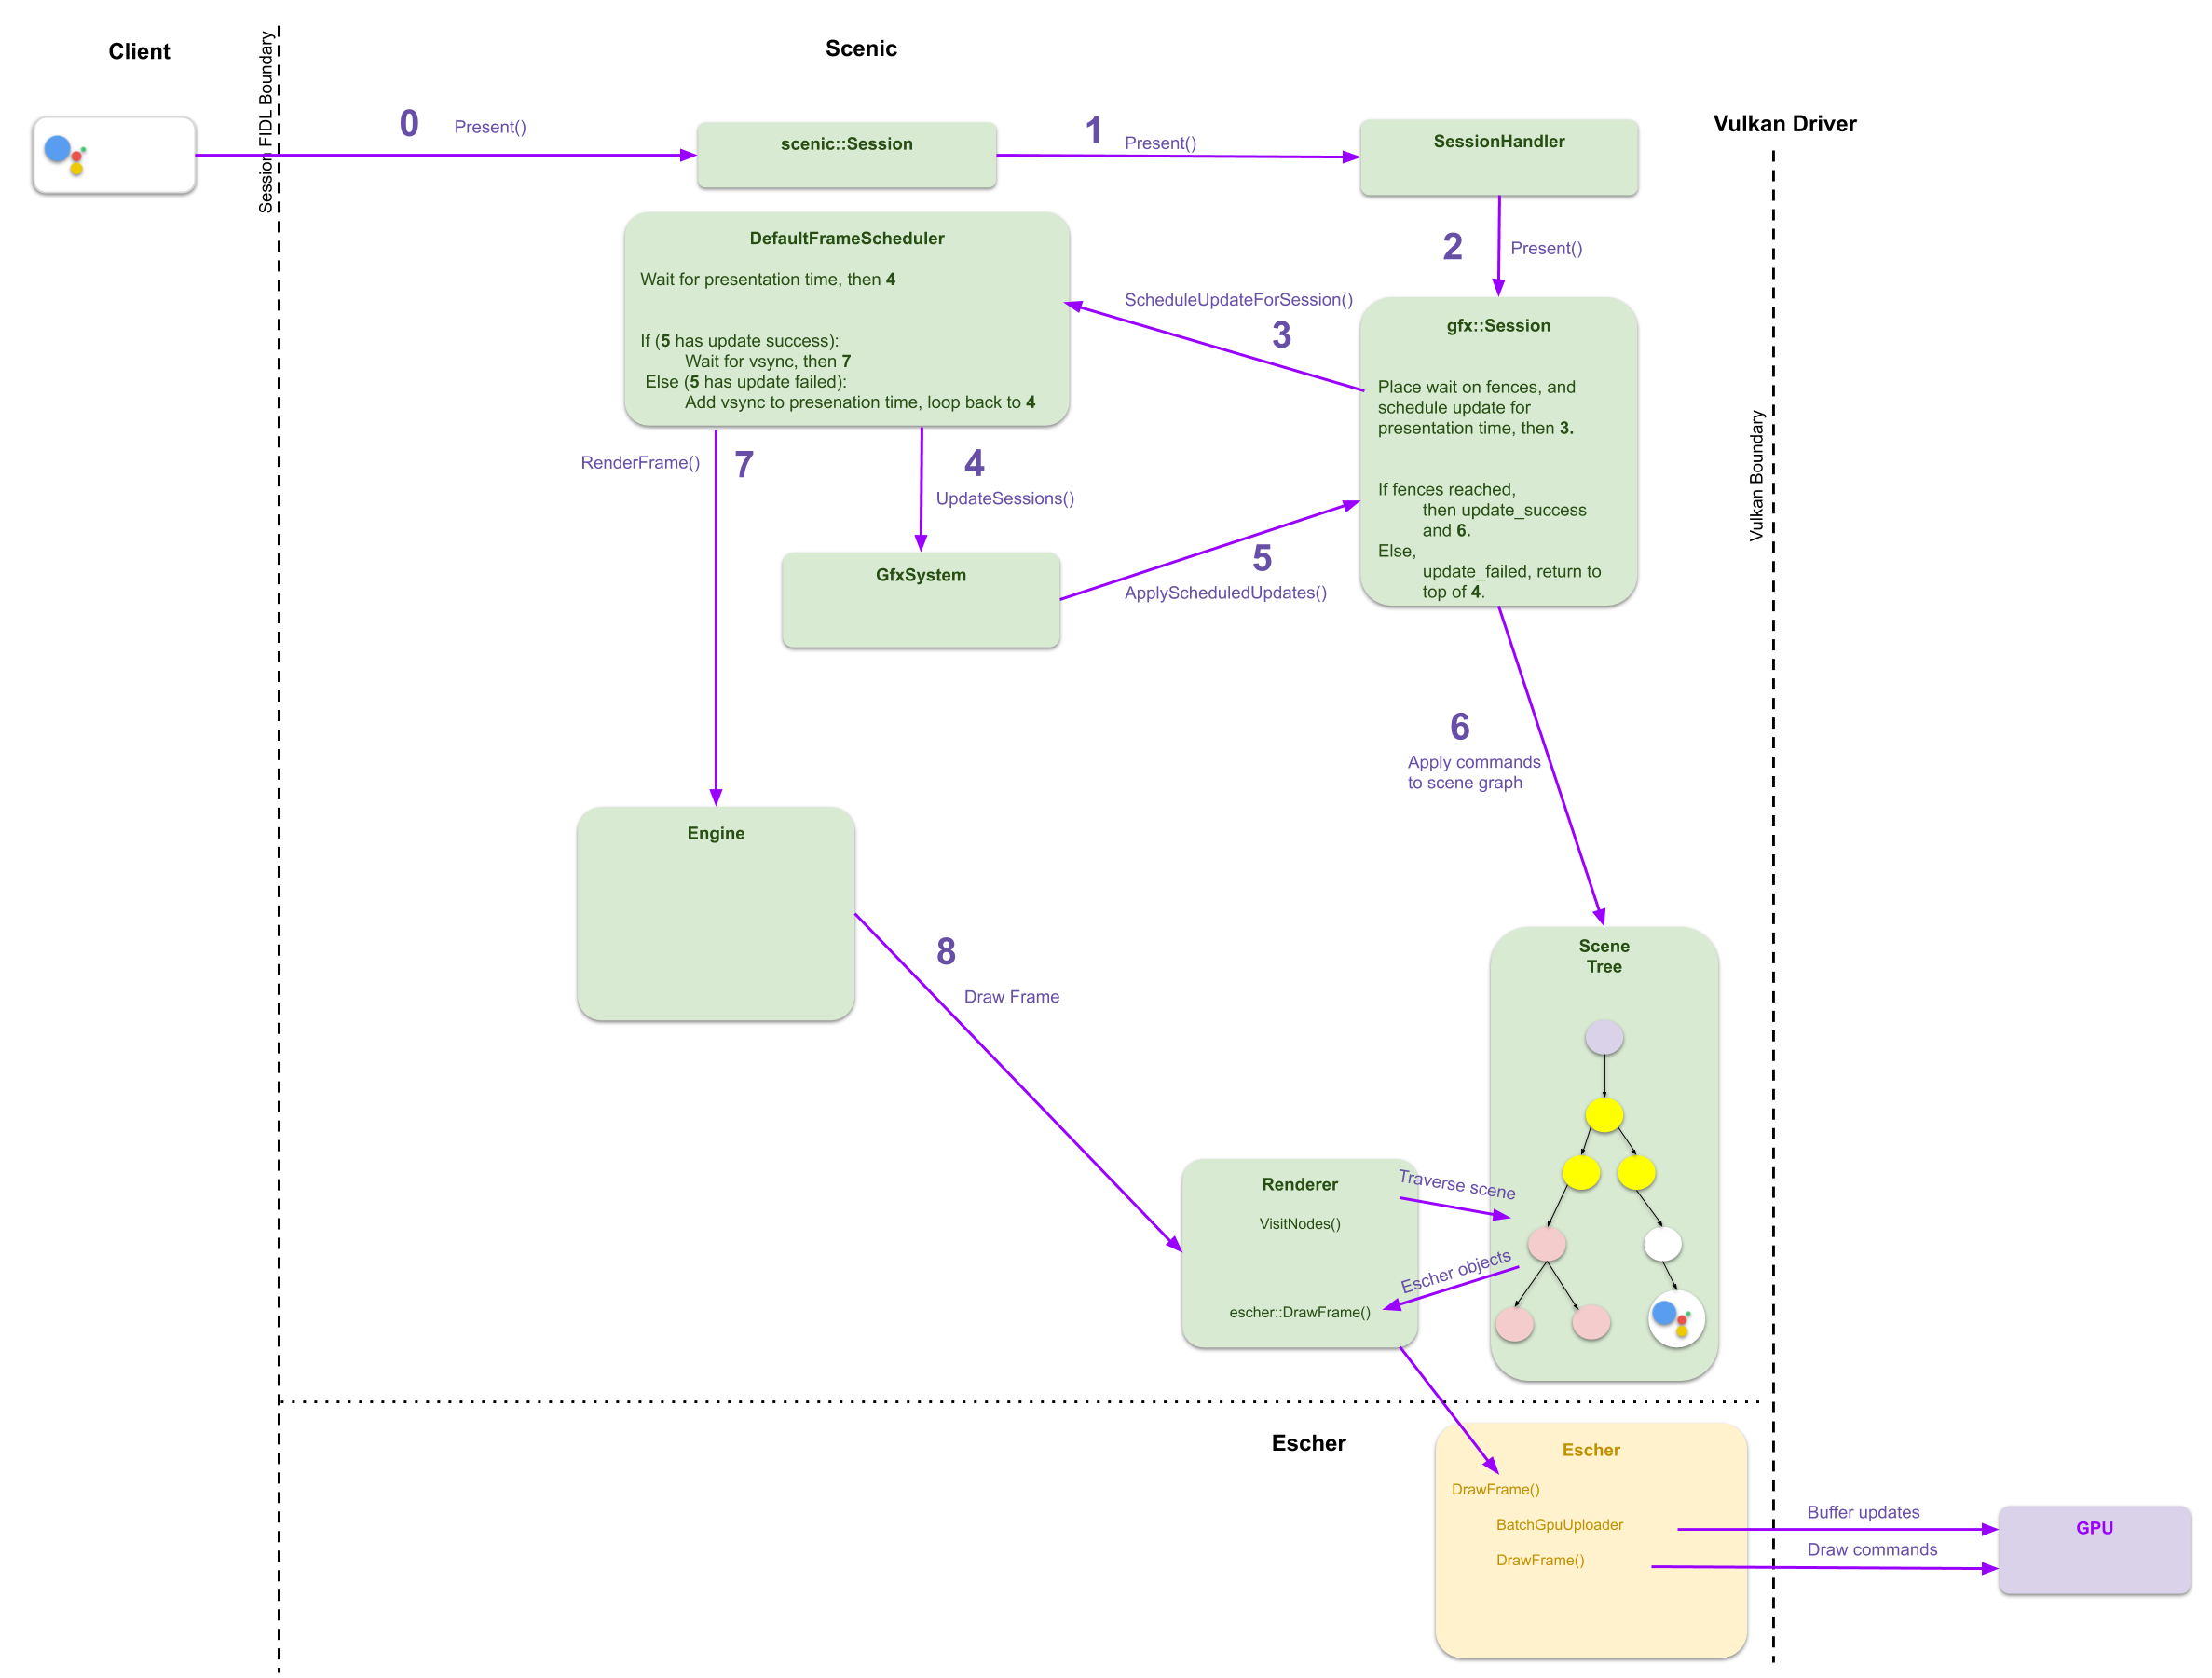 Client
Scenic
Vulkan Driver
Session FIDL Boundary
0
Present()
scenic::Session
1
Present()
SessionHandler
2
Present()
DefaultFrameScheduler
Wait for presentation time, then 4
If (5 has update success):
Wait for vsync, then 7
Else (5 has update failed):
Add vsync to presenation time, loop back to 4
ScheduleUpdateForSession()
3
gfx::Session
Place wait on fences, and
schedule update for
presentation time, then 3.
If fences reached,
then update_success
and 6.
Else,
update_failed, return to
top of 4.
Vulkan Boundary
RenderFrame()
7
4
UpdateSessions()
GfxSystem
5
ApplyScheduledUpdates()
6
Apply commands
to scene graph
Engine
8
Draw Frame
Scene
Tree
Renderer
VisitNodes()
escher::DrawFrame()
Traverse scene
Escher objects
Escher
Escher
DrawFrame()
BatchGpuUploader
DrawFrame()
Buffer updates
Draw commands
GPU